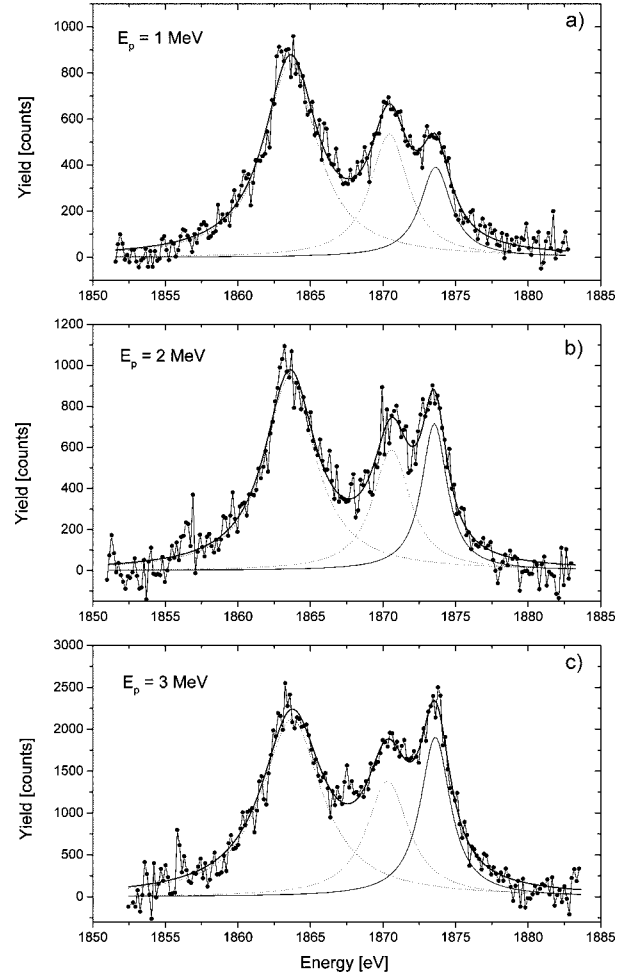 a)
E_p = 1 MeV
1000
800
600
400
200
0
Yield [counts]
1850 1855 1860 1865 1870 1875 1880 1885
b)
E_p = 2 MeV
1200
1000
800
600
400
200
0
Yield [counts]
1850 1855 1860 1865 1870 1875 1880 1885
c)
E_p = 3 MeV
3000
2500
2000
1500
1000
500
0
Yield [counts]
1850 1855 1860 1865 1870 1875 1880 1885
Energy [eV]